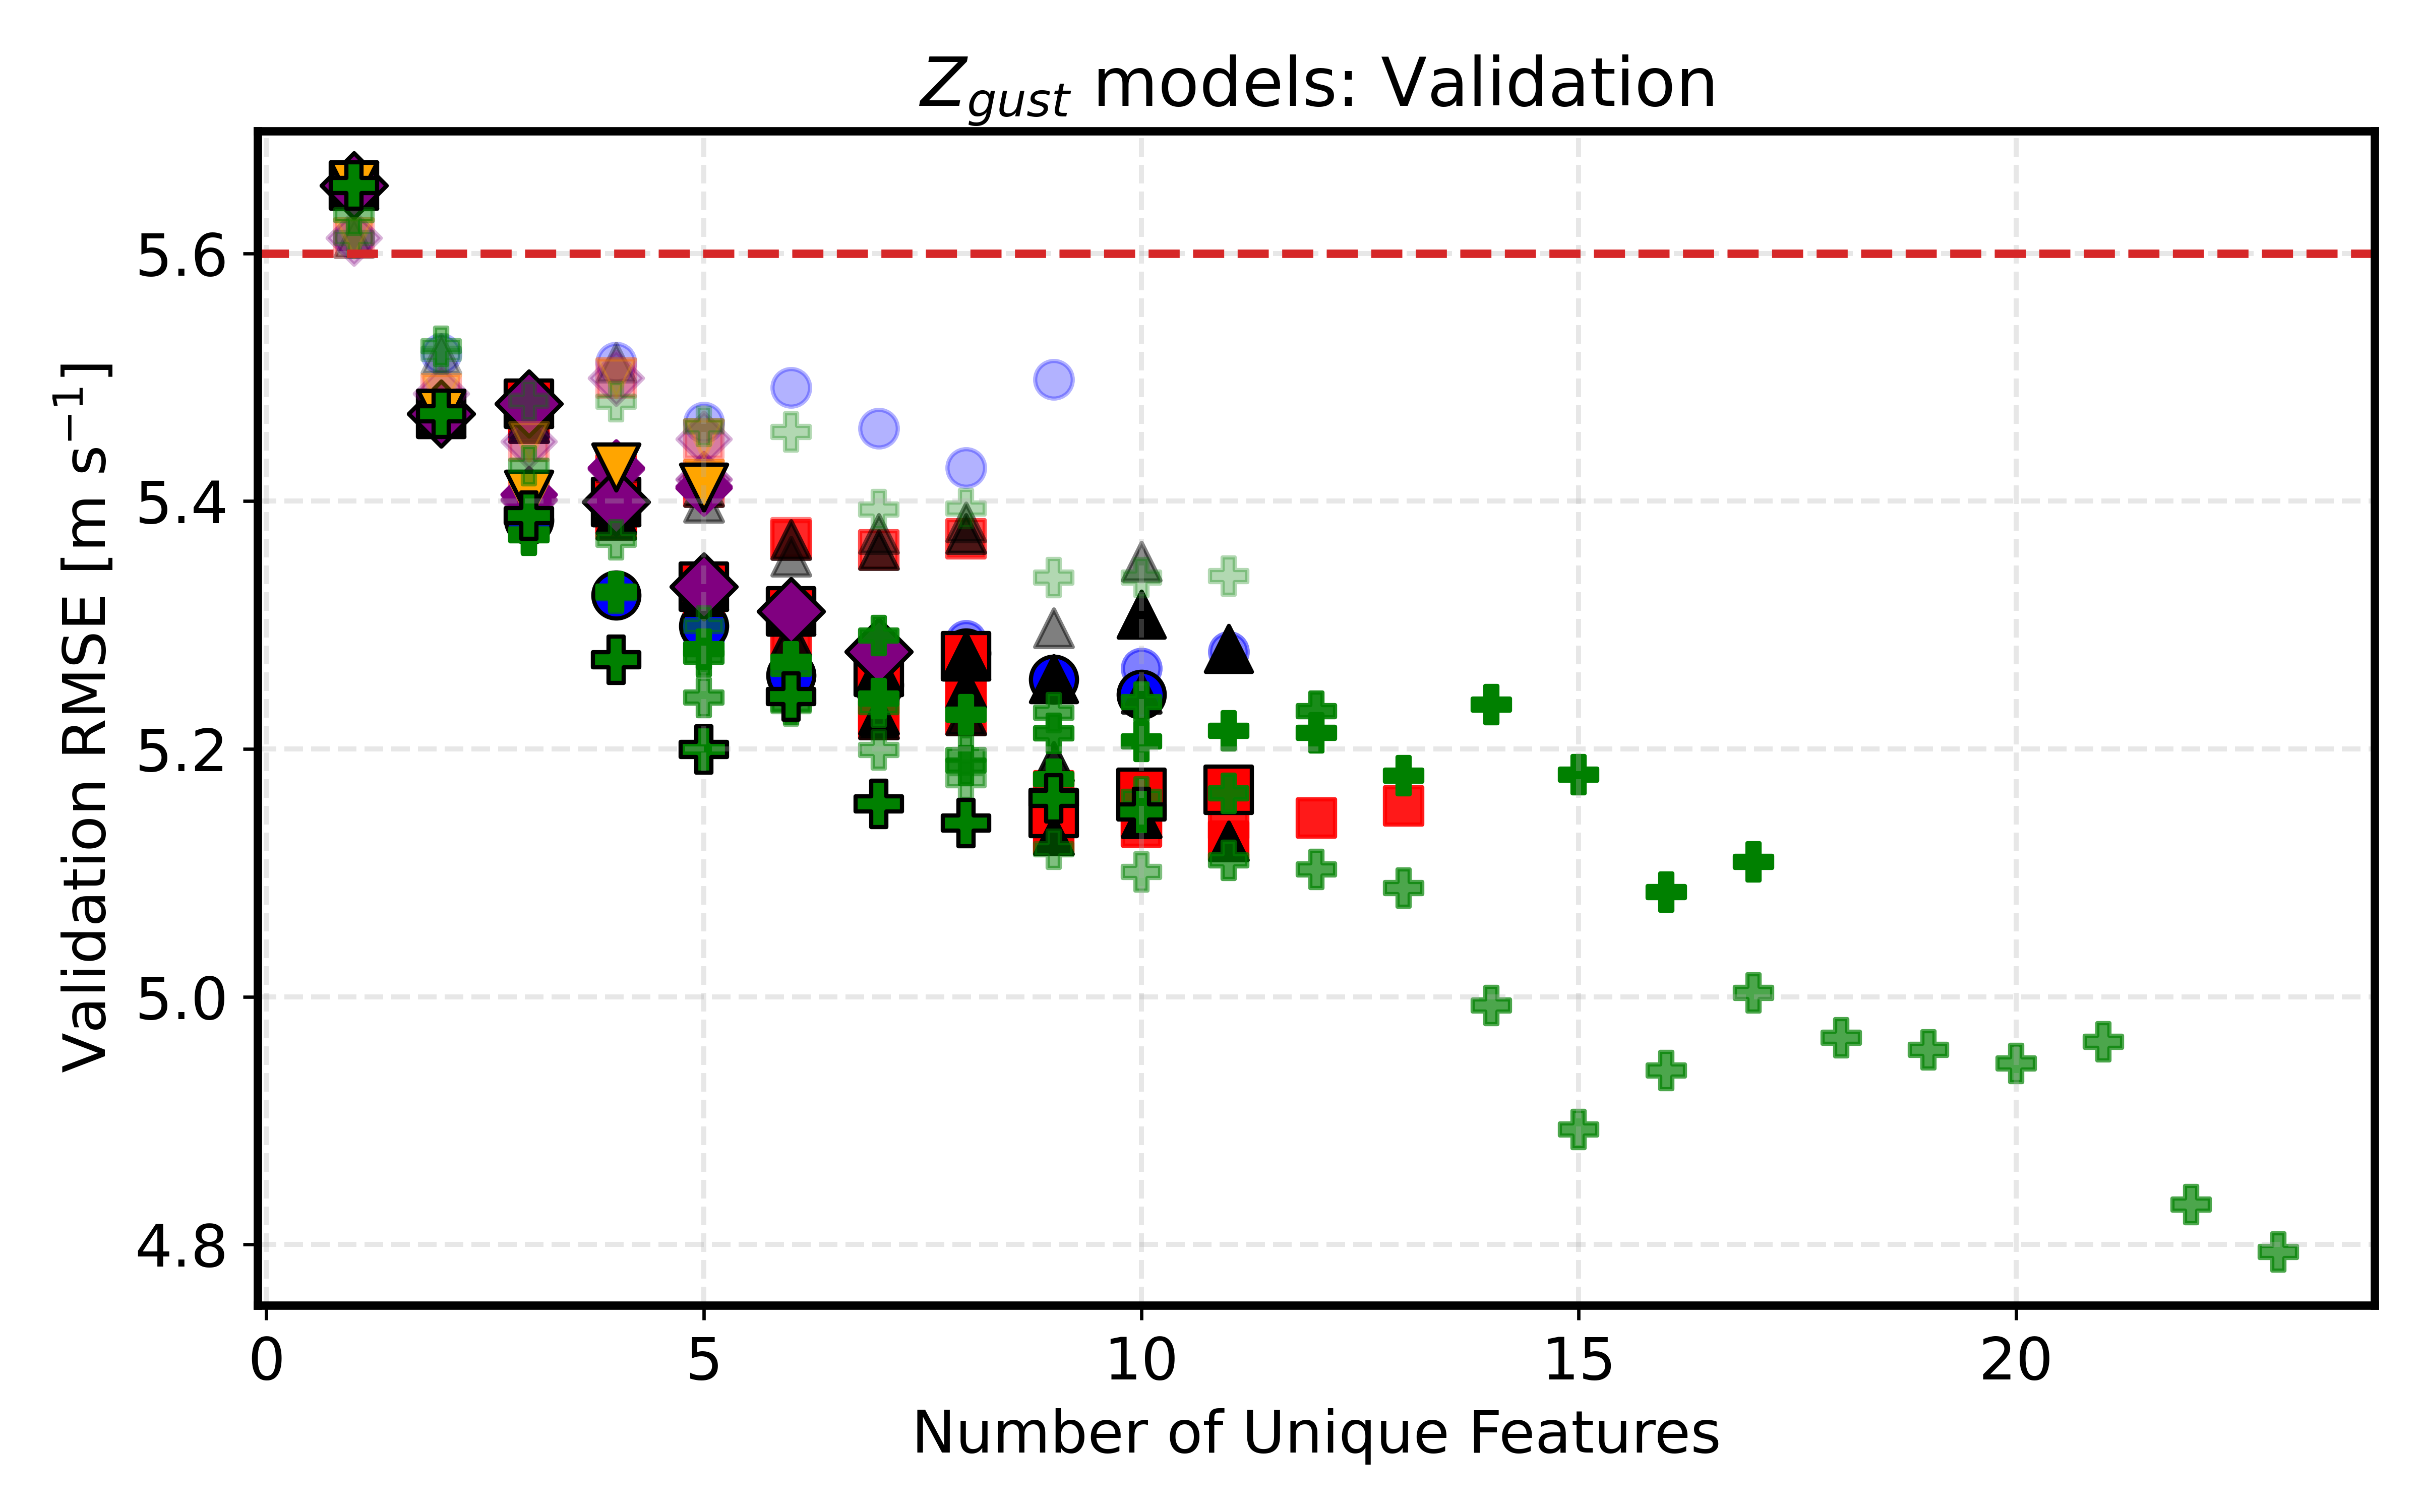 Z_gust models: Validation
Validation RMSE [m s⁻¹]
5.6
5.4
5.2
5.0
4.8
0 5 10 15 20
Number of Unique Features